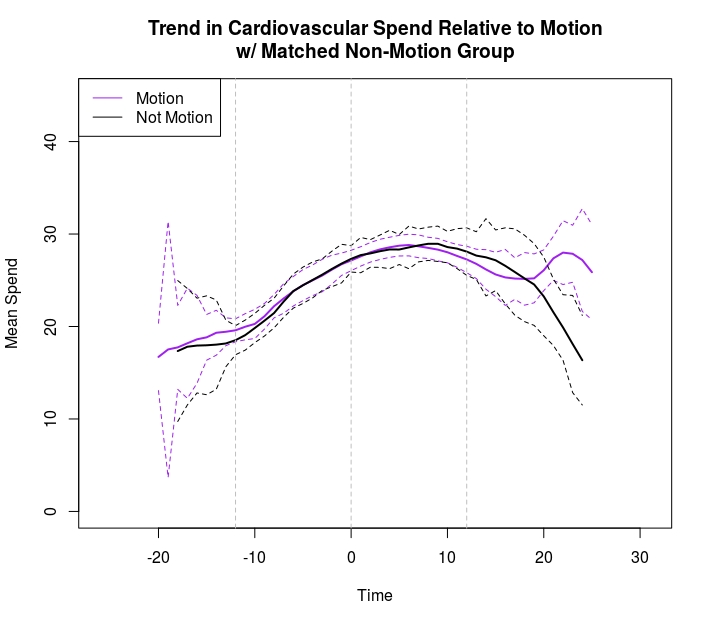 Trend in Cardiovascular Spend Relative to Motion
w/ Matched Non-Motion Group
Motion
Not Motion
40
30
20
10
0
Mean Spend
-20 -10 0 10 20 30
Time